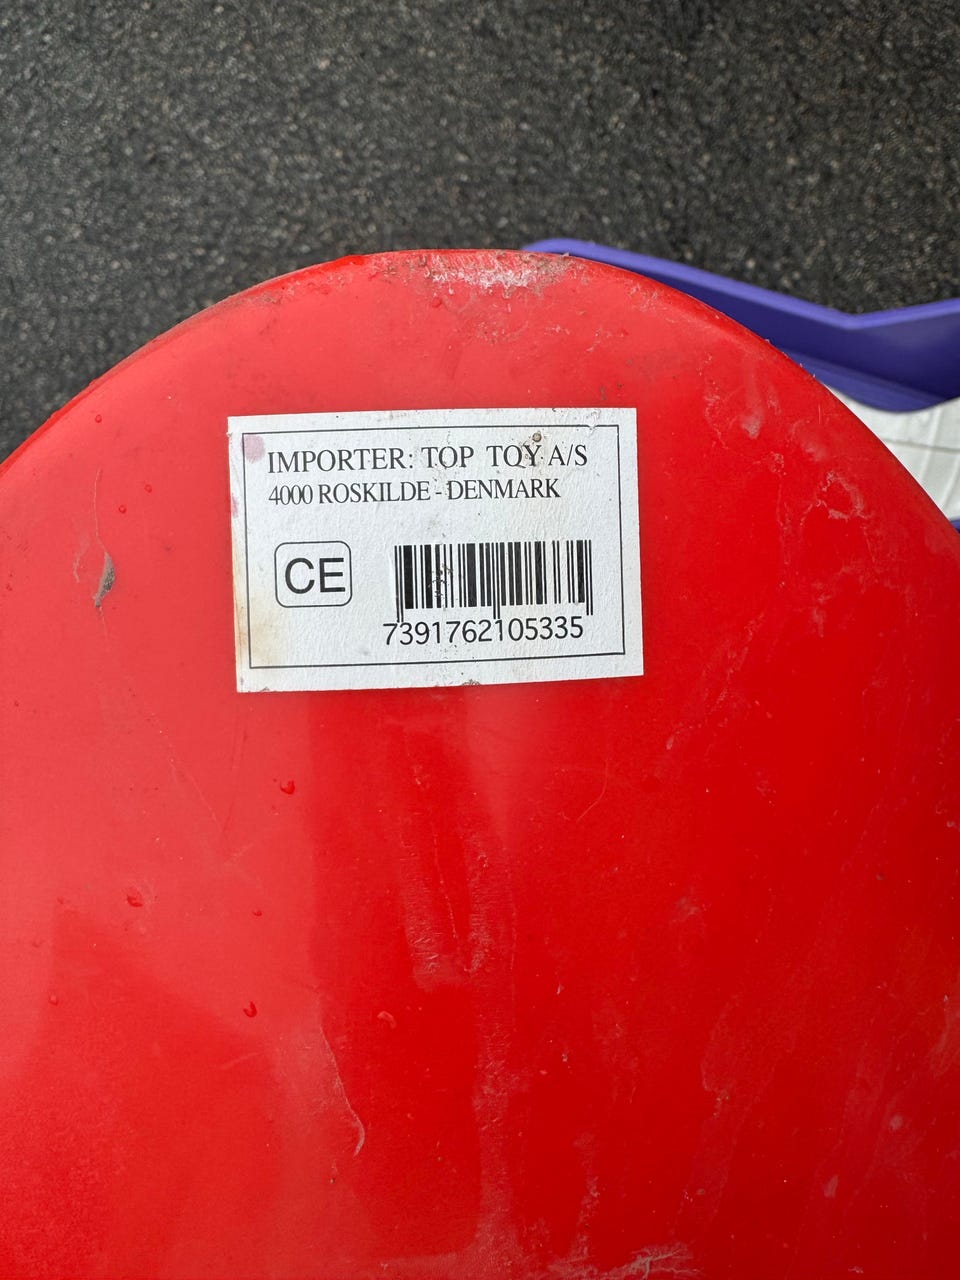 IMPORTER: TOP TOY A/S
4000 ROSKILDE - DENMARK
CE
7391762105335